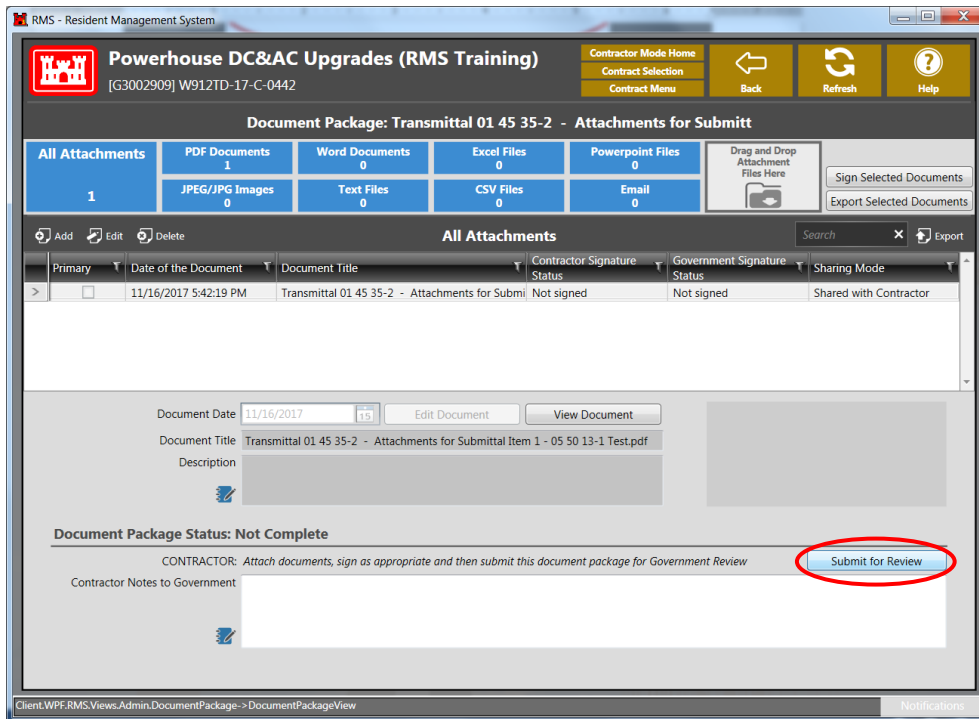 RMS - Resident Management System
Powerhouse DC&AC Upgrades (RMS Training)
[G3002909] W912TD-17-C-0442
Contractor Mode Home
Contract Selection
Contract Menu
Back
Refresh
Help
Document Package: Transmittal 01 45 35-2 - Attachments for Submitt
All Attachments
1
PDF Documents
1
Word Documents
0
Excel Files
0
Powerpoint Files
0
JPEG/JPG Images
0
Text Files
0
CSV Files
0
Email
0
Drag and Drop
Attachment
Files Here
Sign Selected Documents
Export Selected Documents
Add Edit Delete
All Attachments
Search
Export
Primary Date of the Document Document Title Contractor Signature Status Government Signature Status Sharing Mode
11/16/2017 5:42:19 PM Transmittal 01 45 35-2 - Attachments for Submi Not signed Not signed Shared with Contractor
Document Date 11/16/2017 15 Edit Document View Document
Document Title Transmittal 01 45 35-2 - Attachments for Submittal Item 1 - 05 50 13-1 Test.pdf
Description
Document Package Status: Not Complete
CONTRACTOR: Attach documents, sign as appropriate and then submit this document package for Government Review
Submit for Review
Contractor Notes to Government
Client.WPF.RMS.Views.Admin.DocumentPackage->DocumentPackageView
Notifications